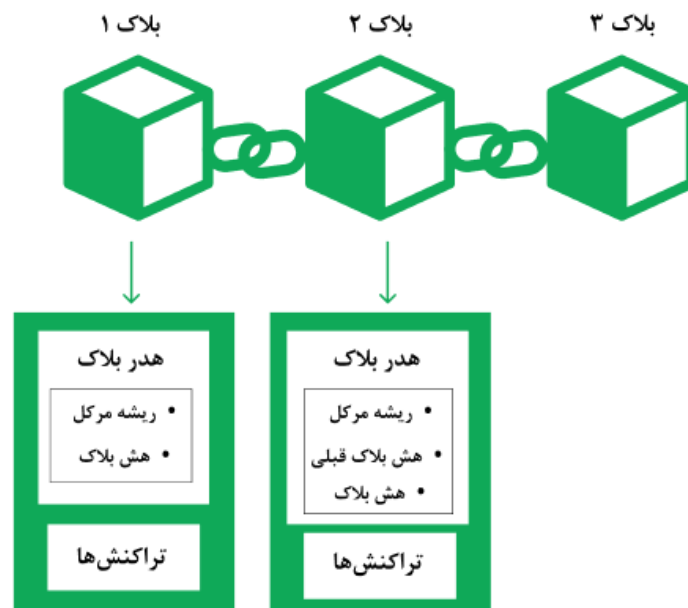 بلاک ۱
بلاک ۲
بلاک ۳
هدر بلاک
• ریشه مرکل
• هش بلاک
تراکنش‌ها
هدر بلاک
• ریشه مرکل
• هش بلاک قبلی
• هش بلاک
تراکنش‌ها